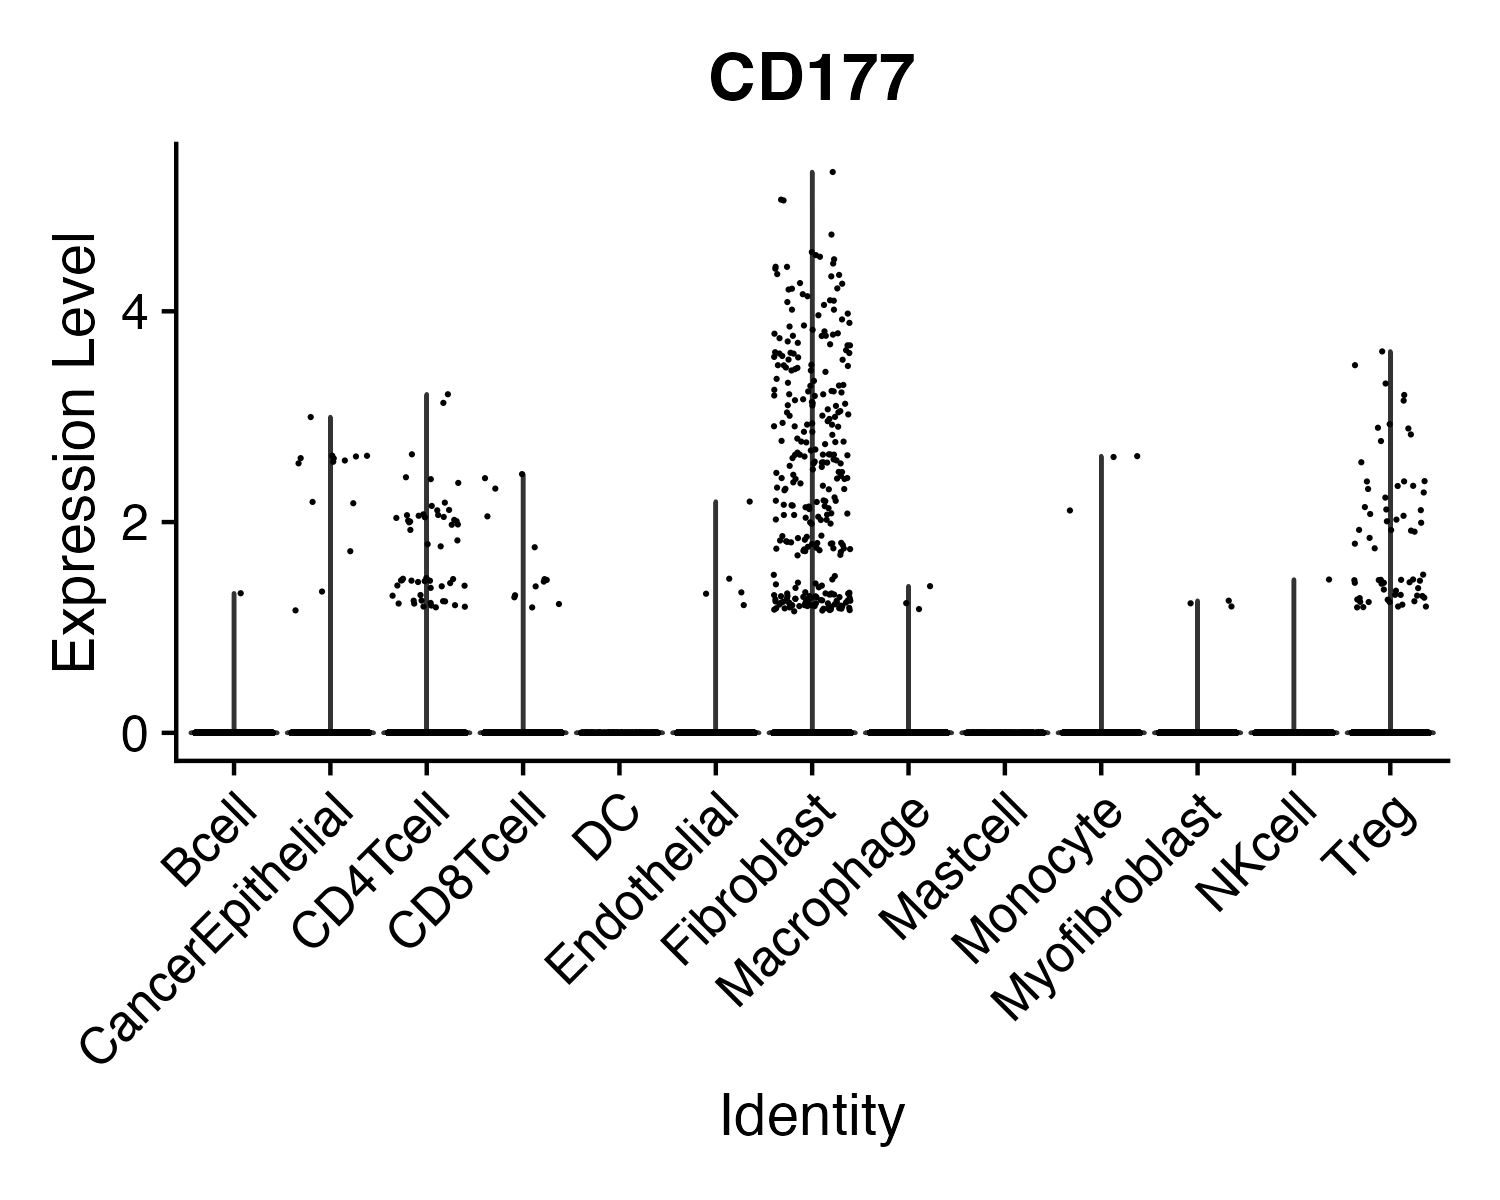 CD177
Expression Level
4
2
0
Bcell
CancerEpithelial
CD4Tcell
CD8Tcell
DC
Endothelial
Fibroblast
Macrophage
Mastcell
Monocyte
Myofibroblast
NKcell
Treg
Identity